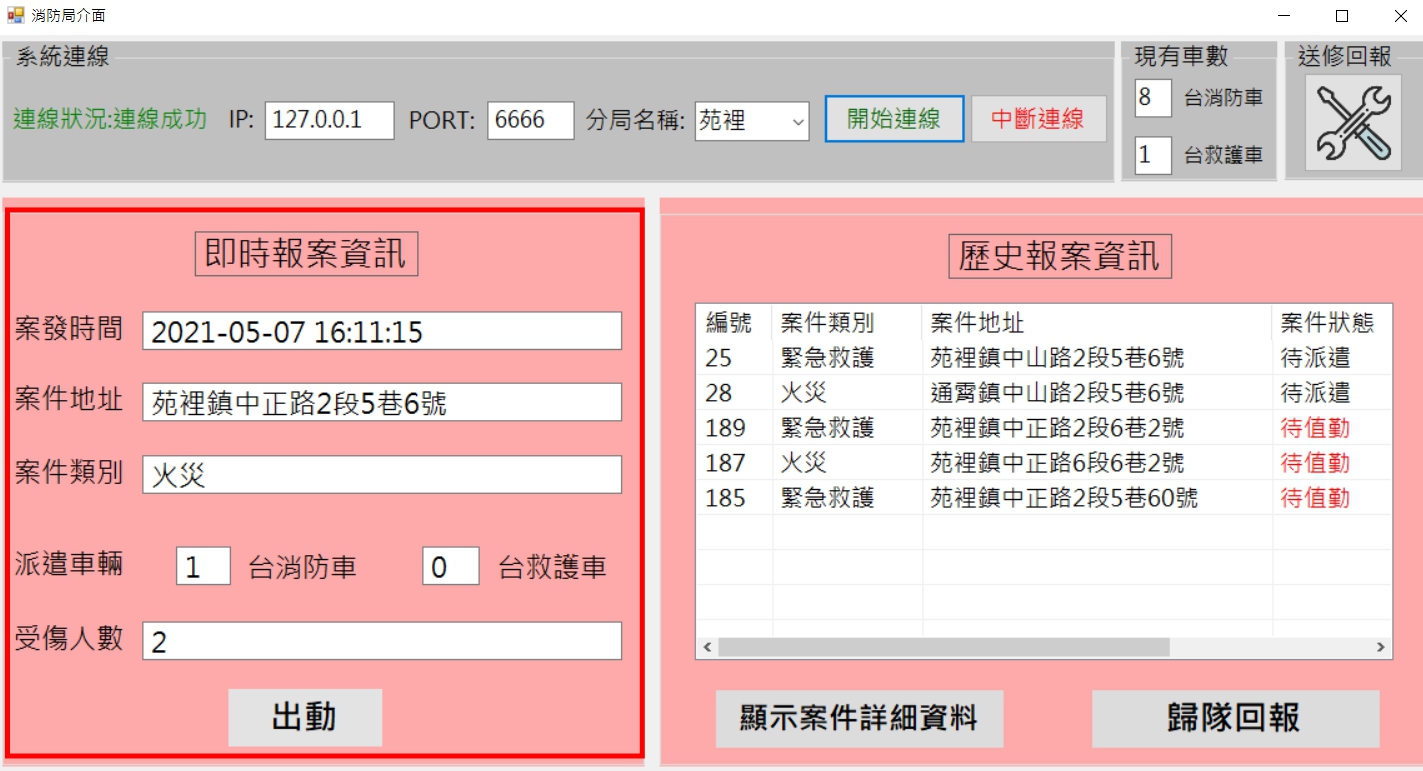 消防局介面
系統連線
連線狀況:連線成功 IP: 127.0.0.1 PORT: 6666 分局名稱: 苑裡 開始連線 中斷連線
現有車數
8 台消防車
1 台救護車
送修回報
即時報案資訊
案發時間 2021-05-07 16:11:15
案件地址 苑裡鎮中正路2段5巷6號
案件類別 火災
派遣車輛 1 台消防車 0 台救護車
受傷人數 2
出動
歷史報案資訊
編號 案件類別 案件地址 案件狀態
25 緊急救護 苑裡鎮中山路2段5巷6號 待派遣
28 火災 通霄鎮中山路2段5巷6號 待派遣
189 緊急救護 苑裡鎮中正路2段6巷2號 待值勤
187 火災 苑裡鎮中正路6段6巷2號 待值勤
185 緊急救護 苑裡鎮中正路2段5巷60號 待值勤
顯示案件詳細資料 歸隊回報